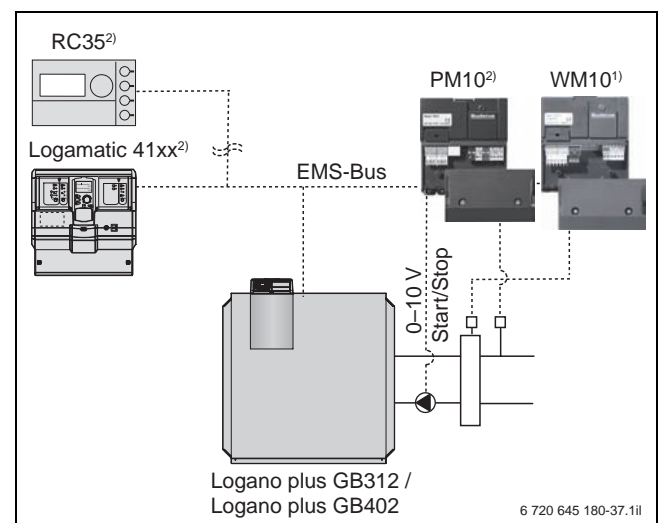 RC35²⁾
PM10²⁾
WM10¹⁾
Logamatic 41xx²⁾
EMS-Bus
0–10 V
Start/Stop
Logano plus GB312 /
Logano plus GB402
6 720 645 180-37.1il